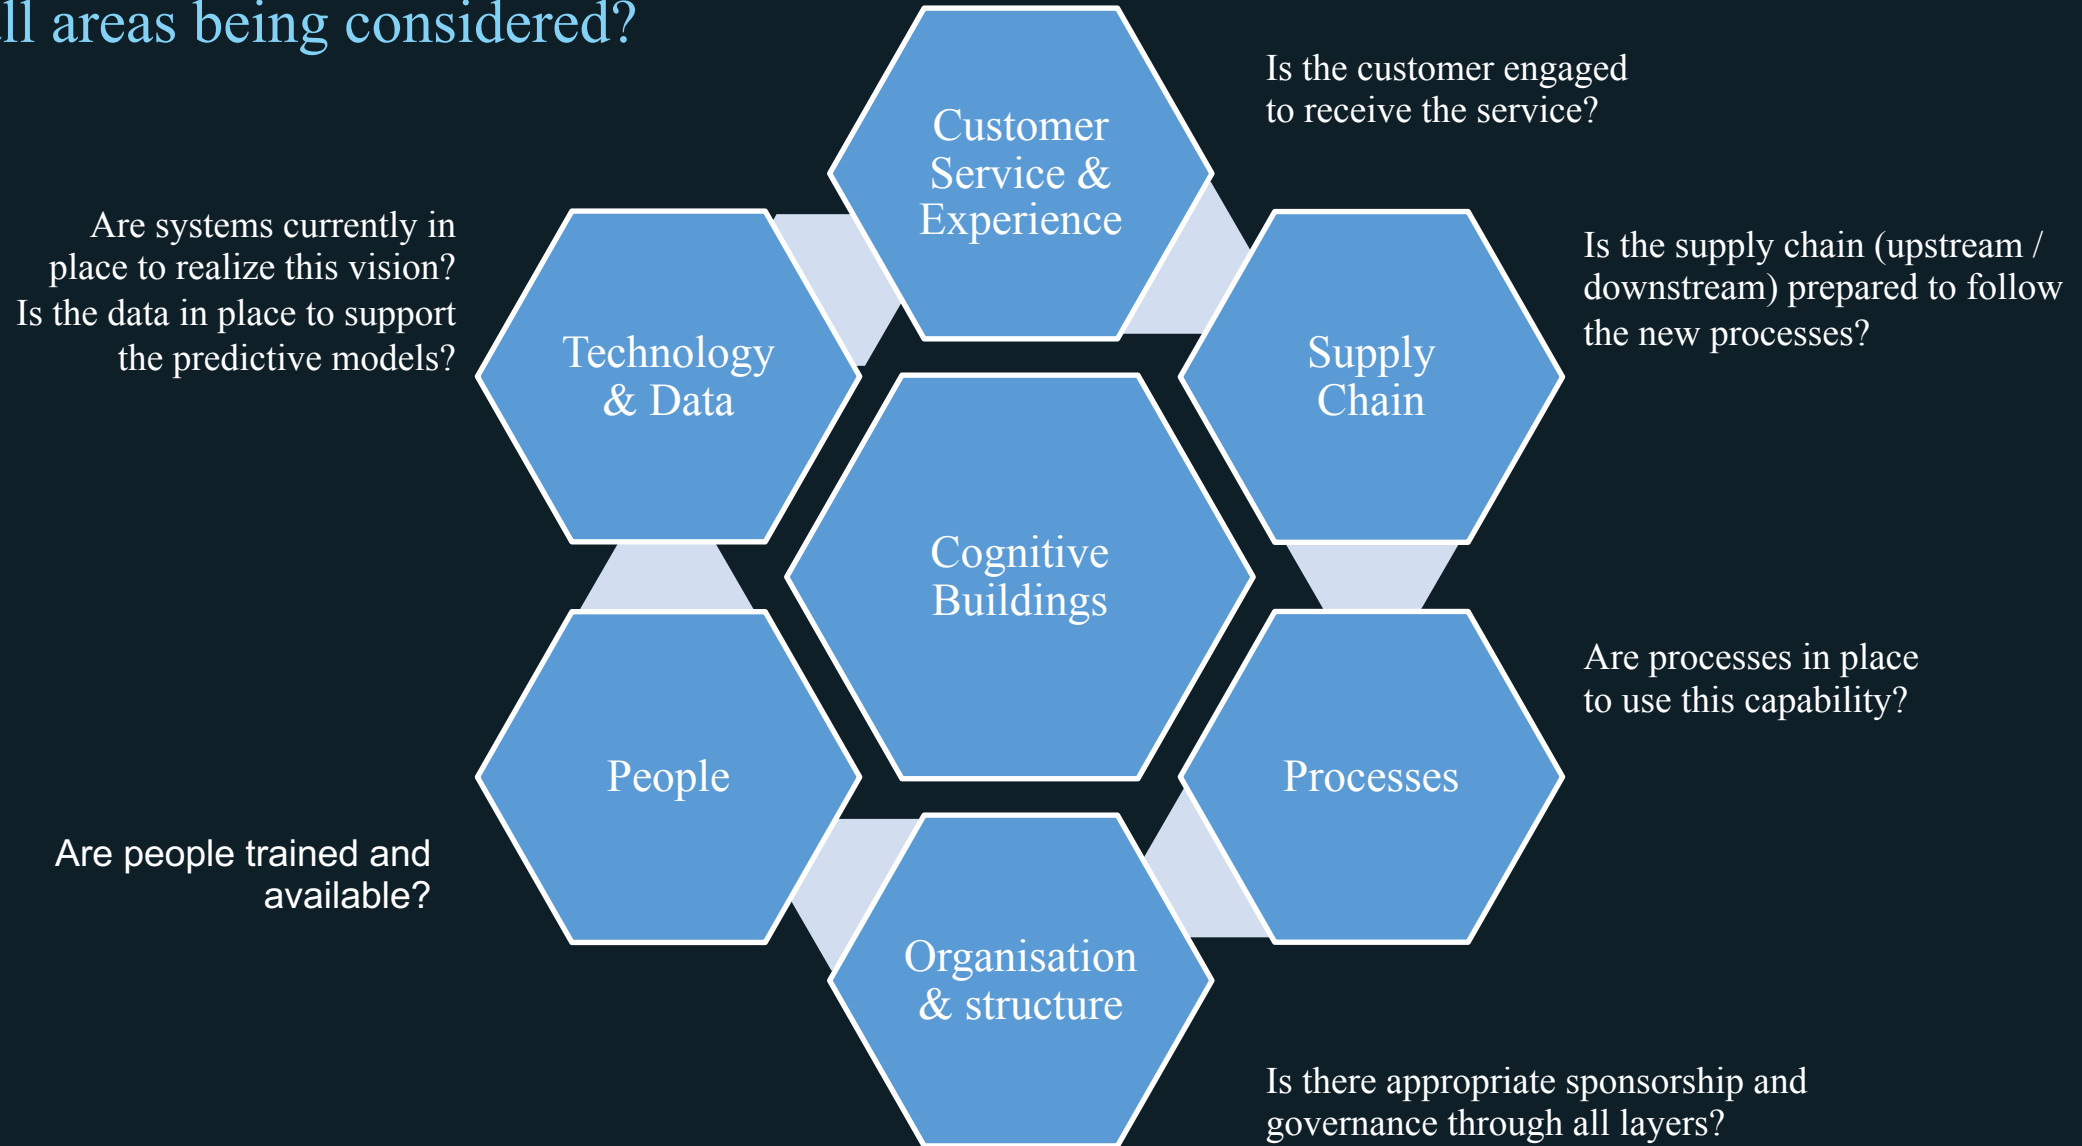 all areas being considered?
Customer
Service &
Experience
Is the customer engaged
to receive the service?
Supply
Chain
Is the supply chain (upstream /
downstream) prepared to follow
the new processes?
Processes
Are processes in place
to use this capability?
Organisation
& structure
Is there appropriate sponsorship and
governance through all layers?
People
Are people trained and
available?
Technology
& Data
Are systems currently in
place to realize this vision?
Is the data in place to support
the predictive models?
Cognitive
Buildings